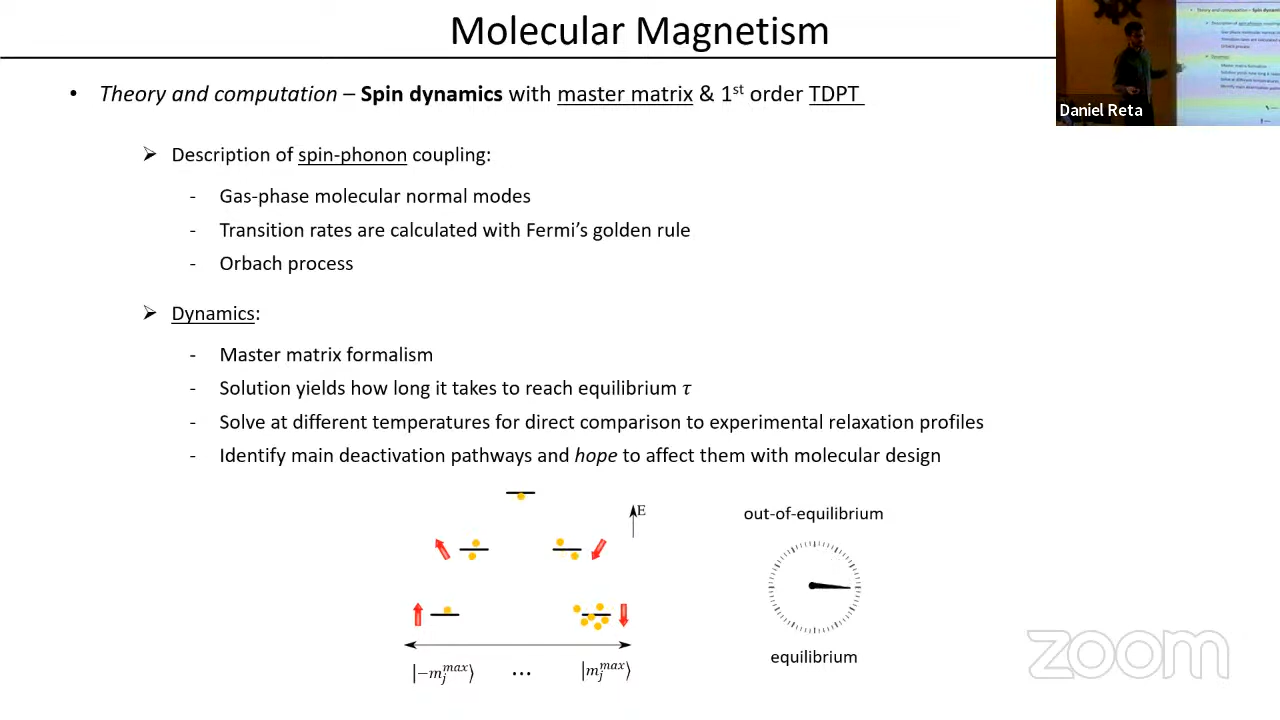 Molecular Magnetism
• Theory and computation – Spin dynamics with master matrix & 1st order TDPT
Daniel Reta
➢ Description of spin-phonon coupling:
- Gas-phase molecular normal modes
- Transition rates are calculated with Fermi’s golden rule
- Orbach process
➢ Dynamics:
- Master matrix formalism
- Solution yields how long it takes to reach equilibrium τ
- Solve at different temperatures for direct comparison to experimental relaxation profiles
- Identify main deactivation pathways and hope to affect them with molecular design
E
out-of-equilibrium
equilibrium
|−m_j^max⟩ … |m_j^max⟩
zoom